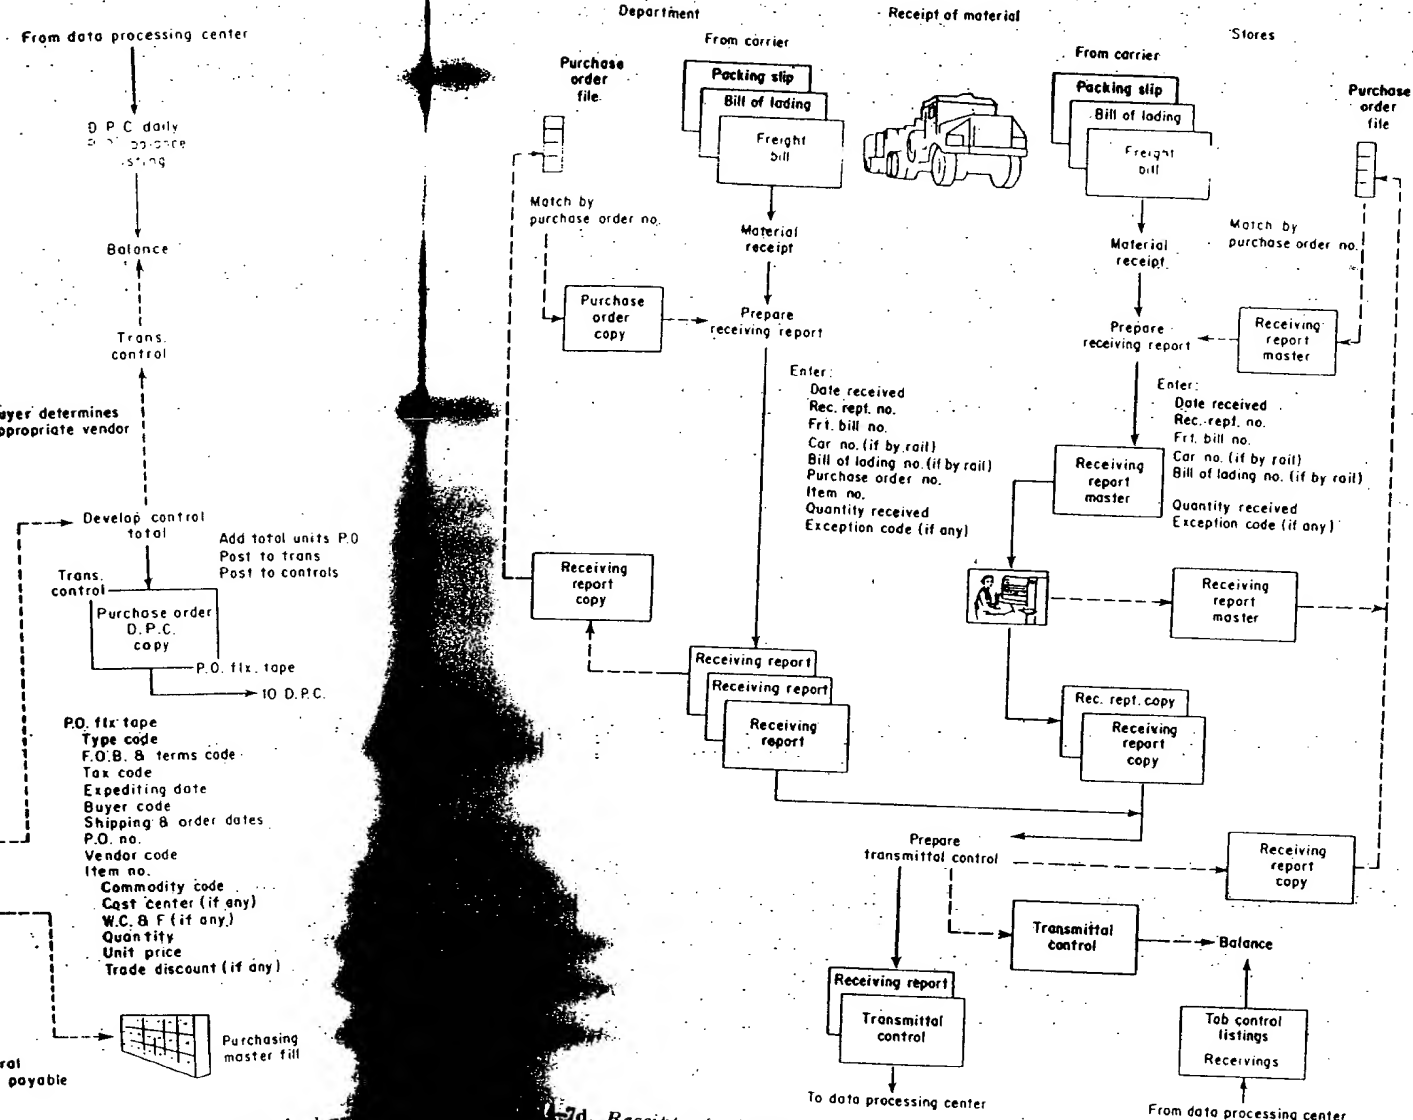 From data processing center
D P C daily
Balance
Trans.
control
uyer determines
ppropriate vendor
Develop control
total
Add total units P.O
Post to trans
Post to controls
Trans.
control
Purchase order
D.P.C.
copy
P.O. flx. tape
TO D.P.C.
P.O. flx tape
Type code
F.O.B. & terms code
Tax code
Expediting date
Buyer code
Shipping & order dates
P.O. no.
Vendor code
Item no.
Commodity code
Cost center (if any)
W.C. & F (if any)
Quantity
Unit price
Trade discount (if any)
Purchasing
master fill
ral
payable
Department
From carrier
Purchase
order
file
Packing slip
Bill of lading
Freight
bill
Match by
purchase order no.
Material
receipt
Purchase
order
copy
Prepare
receiving report
Enter:
Date received
Rec. rept. no.
Frt. bill no.
Car no. (if by rail)
Bill of lading no. (if by rail)
Purchase order no.
Item no.
Quantity received
Exception code (if any)
Receiving
report
copy
Receiving report
Receiving report
Receiving
report
Receipt of material
Stores
From carrier
Packing slip
Bill of lading
Freight
bill
Purchase
order
file
Match by
purchase order no.
Material
receipt
Prepare
receiving report
Receiving
report
master
Enter:
Date received
Rec. rept. no.
Frt. bill no.
Car no. (if by rail)
Bill of lading no. (if by rail)
Quantity received
Exception code (if any)
Receiving
report
master
Receiving
report
master
Rec. rept. copy
Receiving
report
copy
Prepare
transmittal control
Receiving
report
copy
Transmittal
control
Balance
Receiving report
Transmittal
control
Tab control
listings
Receivings
To data processing center
From data processing center
7d.